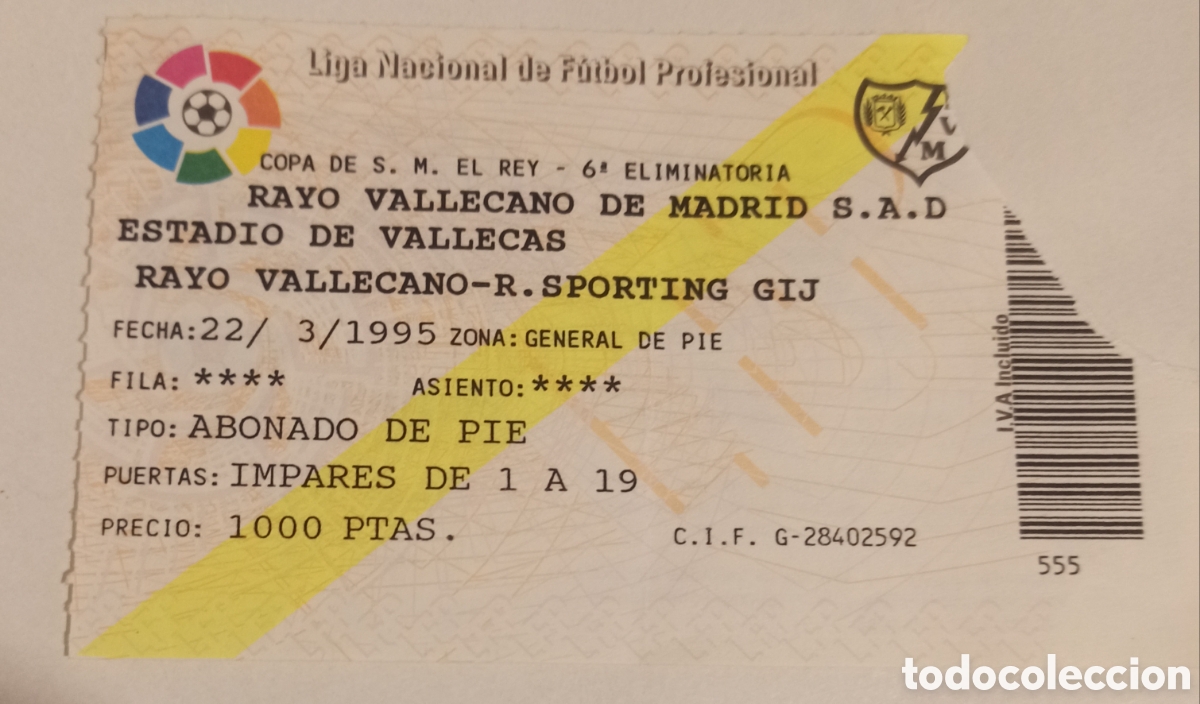 Liga Nacional de Fútbol Profesional
COPA DE S. M. EL REY - 6ª ELIMINATORIA
RAYO VALLECANO DE MADRID S.A.D
ESTADIO DE VALLECAS
RAYO VALLECANO-R.SPORTING GIJ
FECHA:22/ 3/1995 ZONA: GENERAL DE PIE
FILA: **** ASIENTO: ****
TIPO: ABONADO DE PIE
PUERTAS: IMPARES DE 1 A 19
PRECIO: 1000 PTAS.
C.I.F. G-28402592
I.V.A Incluido
555
todocoleccion